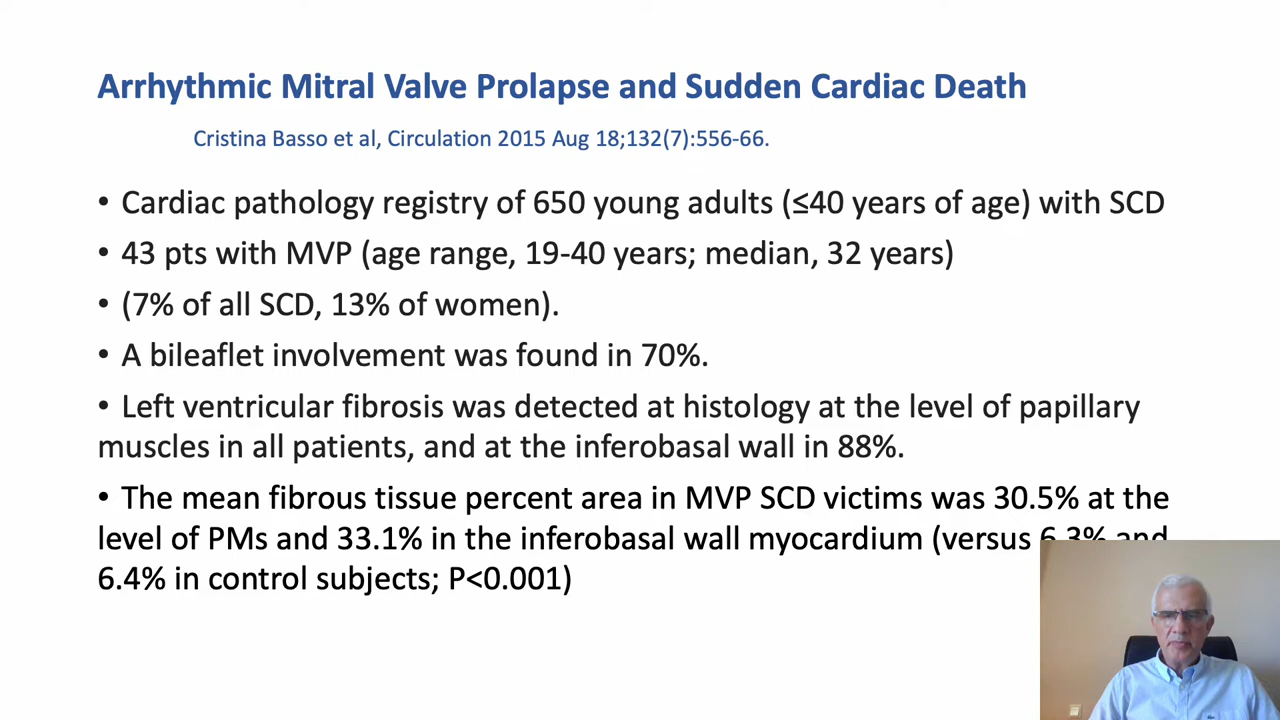 Arrhythmic Mitral Valve Prolapse and Sudden Cardiac Death
Cristina Basso et al, Circulation 2015 Aug 18;132(7):556-66.
• Cardiac pathology registry of 650 young adults (≤40 years of age) with SCD
• 43 pts with MVP (age range, 19-40 years; median, 32 years)
• (7% of all SCD, 13% of women).
• A bileaflet involvement was found in 70%.
• Left ventricular fibrosis was detected at histology at the level of papillary
muscles in all patients, and at the inferobasal wall in 88%.
• The mean fibrous tissue percent area in MVP SCD victims was 30.5% at the
level of PMs and 33.1% in the inferobasal wall myocardium (versus 6.3% and
6.4% in control subjects; P<0.001)